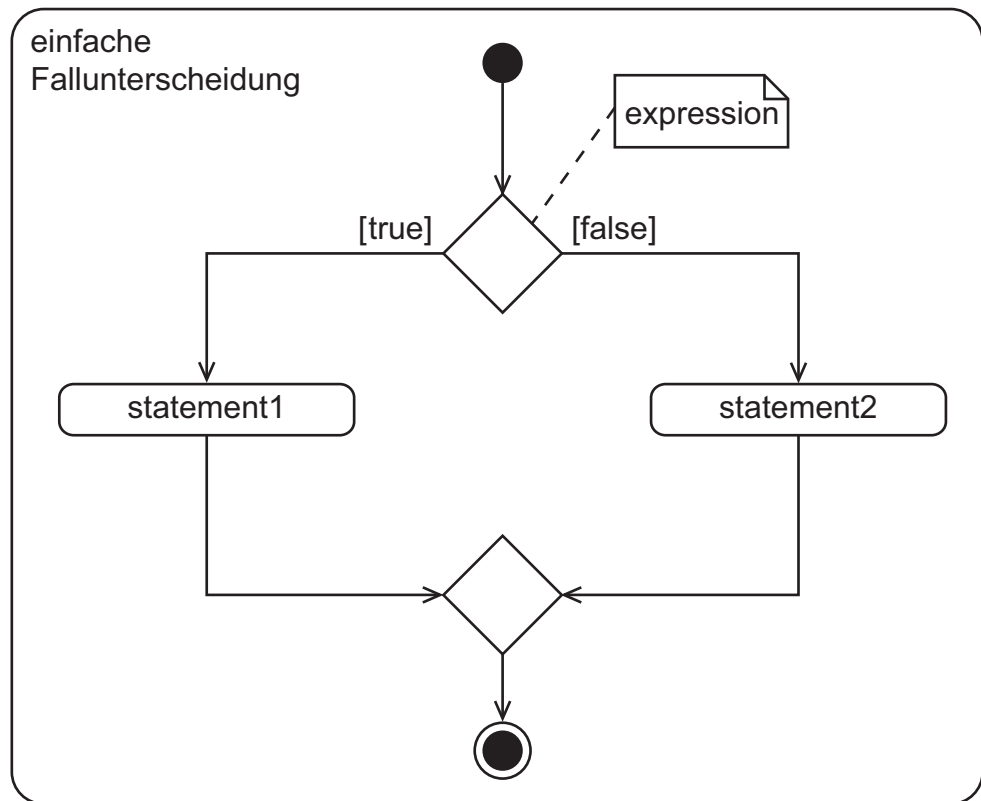 einfache
Fallunterscheidung
expression
[true]
[false]
statement1
statement2